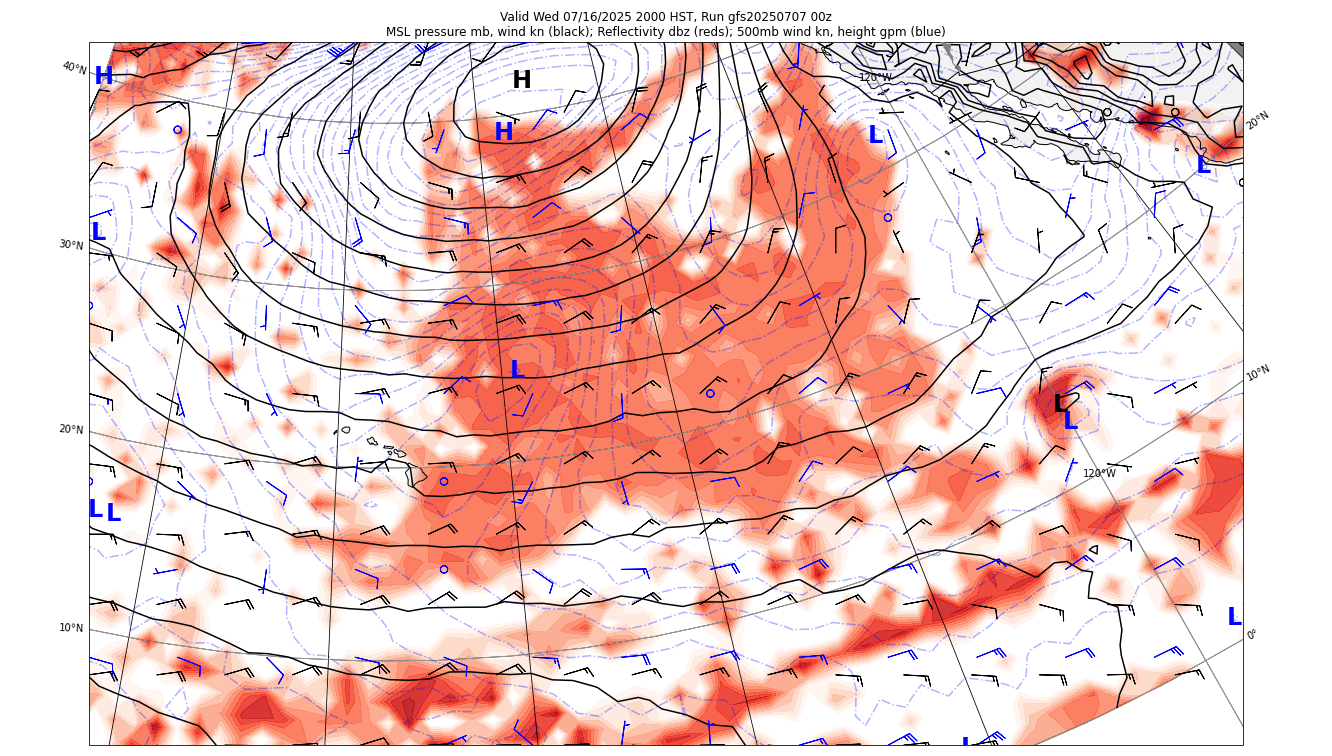 Valid Wed 07/16/2025 2000 HST, Run gfs20250707 00z
MSL pressure mb, wind kn (black); Reflectivity dbz (reds); 500mb wind kn, height gpm (blue)
40°N
H
H
120°W
H
L
20°N
L
30°N
L
L
10°N
L
L
20°N
120°W
L
L
L
10°N
0°
L